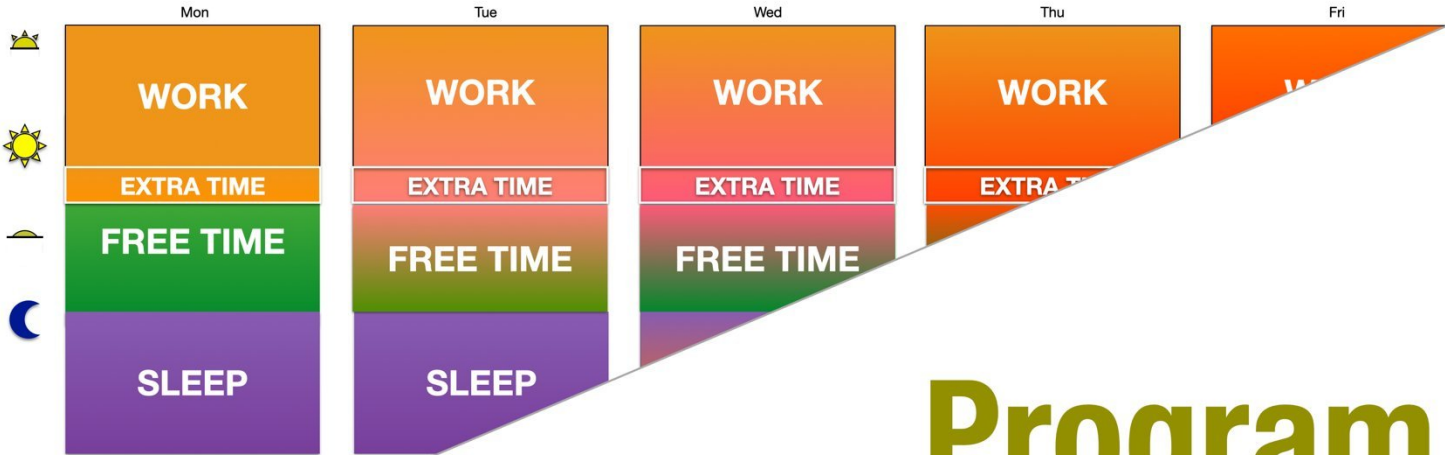 Mon Tue Wed Thu Fri
WORK WORK WORK WORK
EXTRA TIME EXTRA TIME EXTRA TIME EXTRA
FREE TIME FREE TIME FREE TIME
SLEEP SLEEP
Program